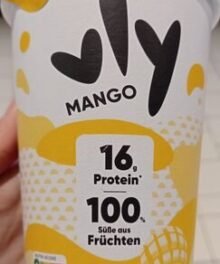 vly
MANGO
16g
Protein*
100%
Süße aus
Früchten